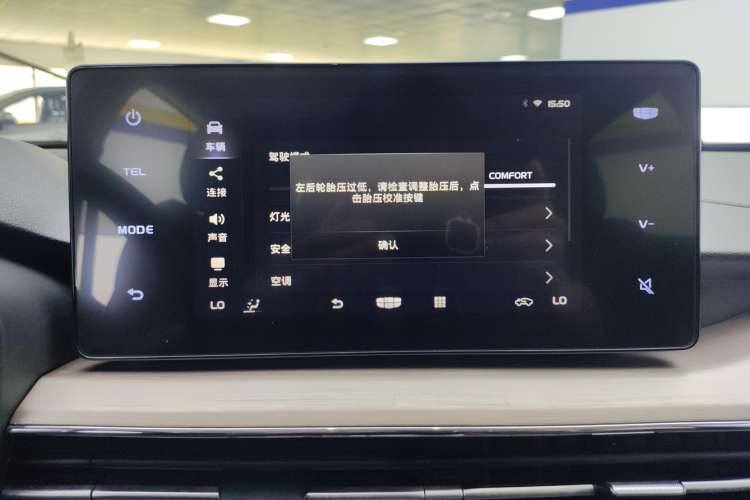 15:50
TEL
MODE
V+
V-
车辆
连接
声音
显示
驾驶模式
COMFORT
左后轮胎压过低，请检查调整胎压后，点
击胎压校准按键
确认
灯光
安全
空调
LO
LO